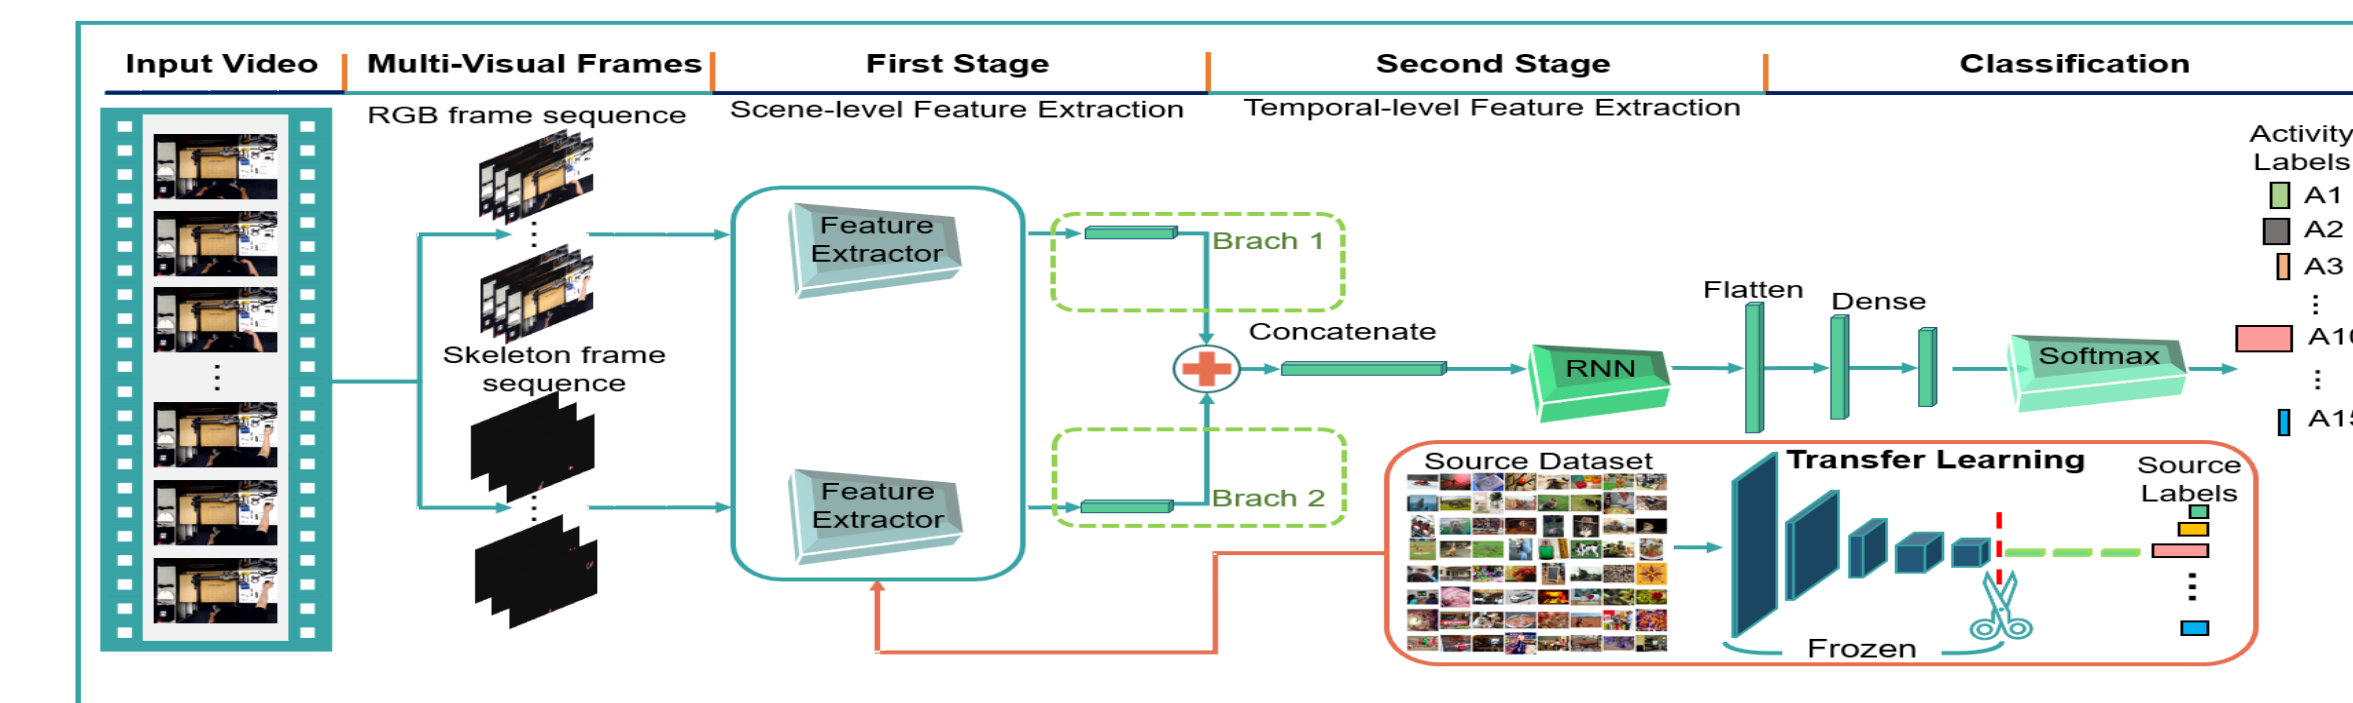 Input Video
Multi-Visual Frames
First Stage
Second Stage
Classification
RGB frame sequence
Scene-level Feature Extraction
Temporal-level Feature Extraction
Activity
Labels
A1
A2
A3
Feature
Extractor
Brach 1
Flatten
Dense
Concatenate
RNN
Softmax
Skeleton frame
sequence
Feature
Extractor
Brach 2
Source Dataset
Transfer Learning
Source
Labels
Frozen